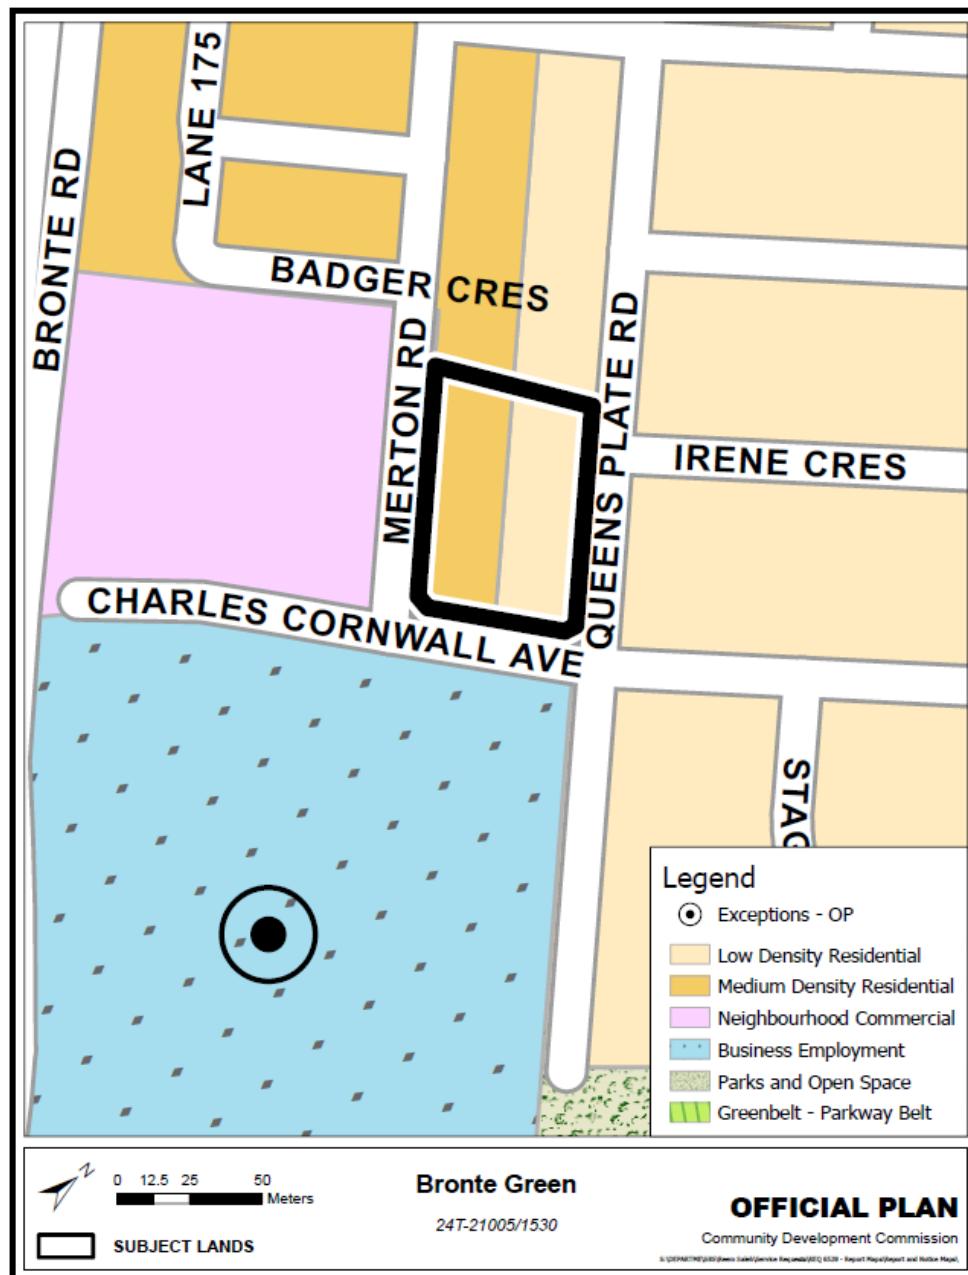 LANE 175
BRONTE RD
BADGER CRES
MERTON RD
QUEENS PLATE RD
IRENE CRES
CHARLES CORNWALL AVE
STAG
Legend
Exceptions - OP
Low Density Residential
Medium Density Residential
Neighbourhood Commercial
Business Employment
Parks and Open Space
Greenbelt - Parkway Belt
N
0 12.5 25 50
Meters
SUBJECT LANDS
Bronte Green
24T-21005/1530
OFFICIAL PLAN
Community Development Commission